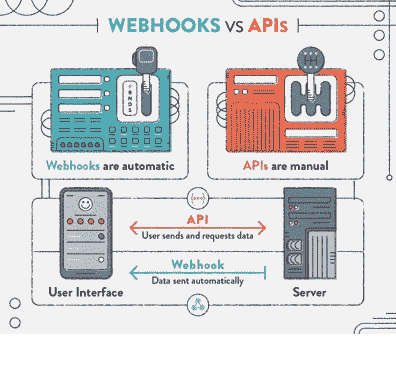 WEBHOOKS VS APIs
P
R
N
D
S
Webhooks are automatic
APIs are manual
API
User sends and requests data
Webhook
Data sent automatically
User Interface
Server